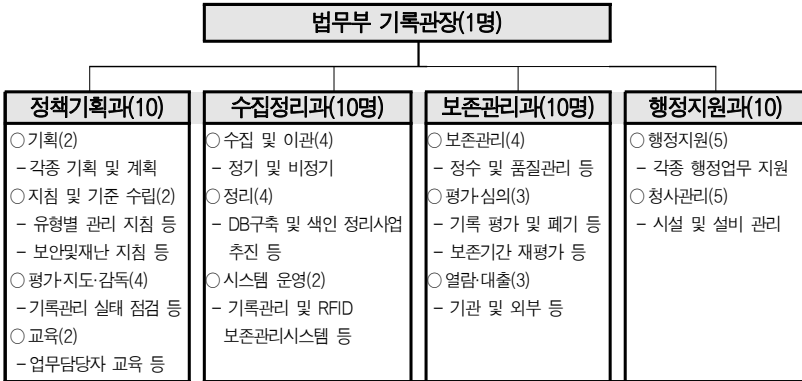 법무부 기록관장(1명)
정책기획과(10)
○기획(2)
- 각종 기획 및 계획
○지침 및 기준 수립(2)
- 유형별 관리 지침 등
- 보안및재난 지침 등
○평가·지도·감독(4)
-기록관리 실태 점검 등
○교육(2)
-업무담당자 교육 등
수집정리과(10명)
○수집 및 이관(4)
- 정기 및 비정기
○정리(4)
- DB구축 및 색인 정리사업
추진 등
○시스템 운영(2)
- 기록관리 및 RFID
보존관리시스템 등
보존관리과(10명)
○보존관리(4)
- 정수 및 품질관리 등
○평가·심의(3)
- 기록 평가 및 폐기 등
- 보존기간 재평가 등
○열람·대출(3)
- 기관 및 외부 등
행정지원과(10)
○행정지원(5)
- 각종 행정업무 지원
○청사관리(5)
- 시설 및 설비 관리